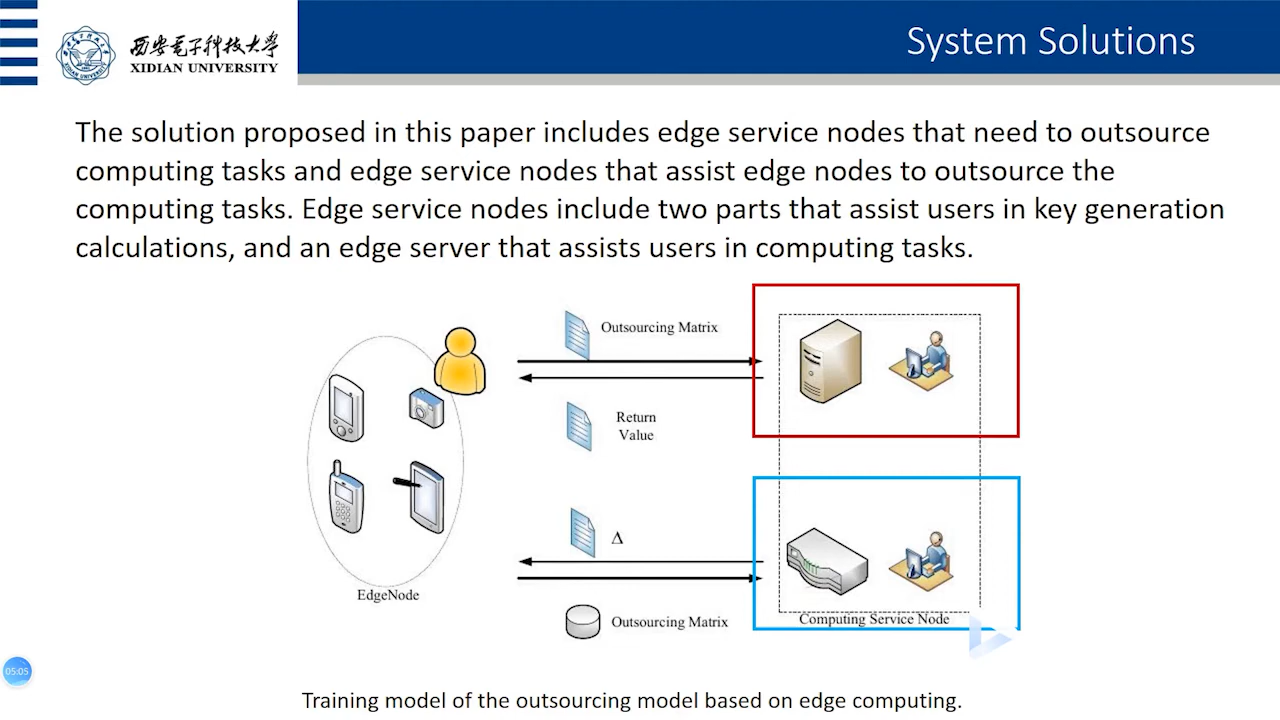 西安电子科技大学
XIDIAN UNIVERSITY
System Solutions
The solution proposed in this paper includes edge service nodes that need to outsource
computing tasks and edge service nodes that assist edge nodes to outsource the
computing tasks. Edge service nodes include two parts that assist users in key generation
calculations, and an edge server that assists users in computing tasks.
Outsourcing Matrix
Return
Value
Δ
EdgeNode
Outsourcing Matrix
Computing Service Node
05:05
Training model of the outsourcing model based on edge computing.